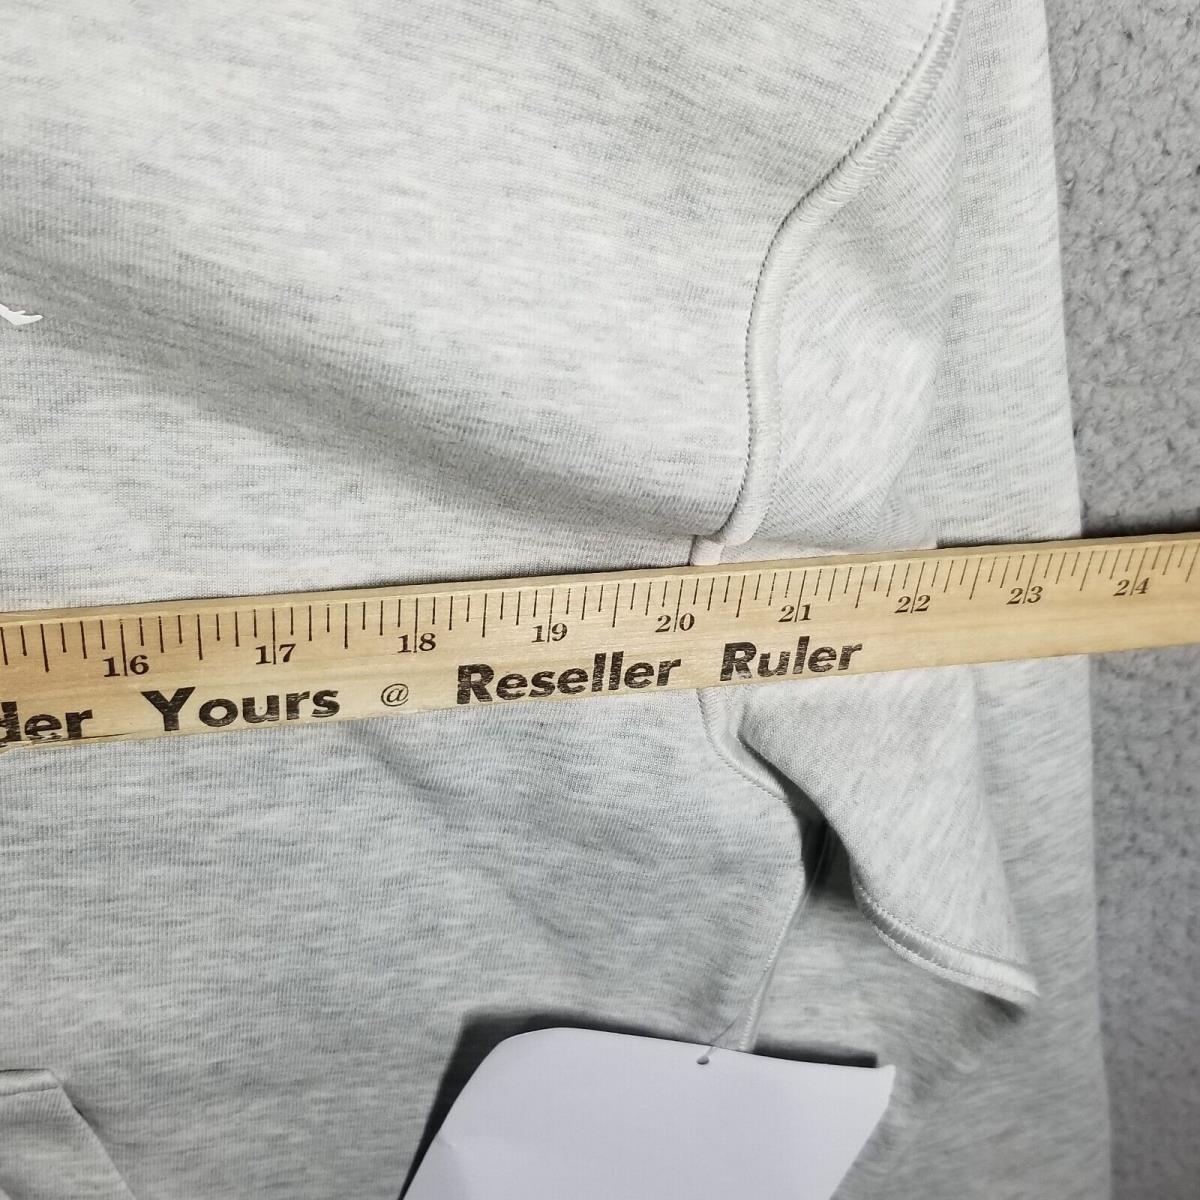 16 17 18 19 20 21 22 23 24
der Yours @ Reseller Ruler